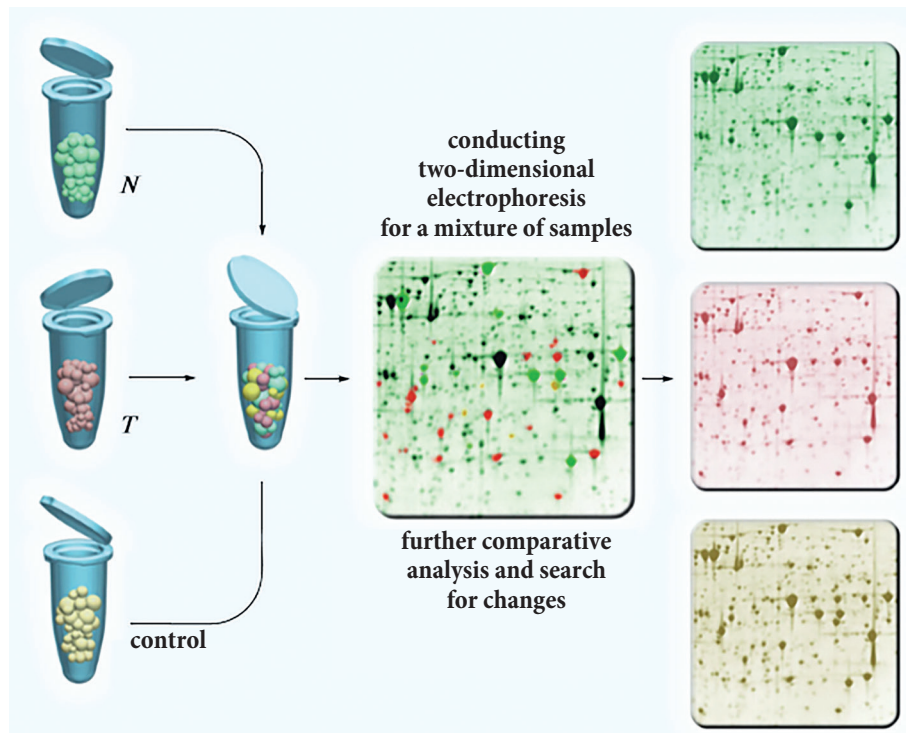 N
T
control
conducting
two-dimensional
electrophoresis
for a mixture of samples
further comparative
analysis and search
for changes